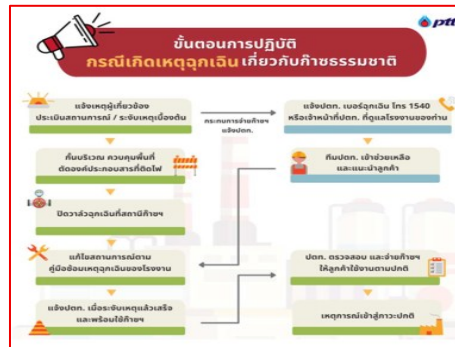 ptt
ขั้นตอนการปฏิบัติ
กรณีเกิดเหตุฉุกเฉิน เกี่ยวกับก๊าซธรรมชาติ
แจ้งเหตุผู้เกี่ยวข้อง
ประเมินสถานการณ์ / ระงับเหตุเบื้องต้น
กระทบการจ่ายก๊าซฯ
แจ้งปตท.
แจ้งปตท. เบอร์ฉุกเฉิน โทร 1540
หรือเจ้าหน้าที่ปตท. ที่ดูแลโรงงานของท่าน
กั้นบริเวณ ควบคุมพื้นที่
ตัดองค์ประกอบสารที่ติดไฟ
ทีมปตท. เข้าช่วยเหลือ
และแนะนำลูกค้า
ปิดวาล์วฉุกเฉินที่สถานีก๊าซฯ
แก้ไขสถานการณ์ตาม
คู่มือซ้อมเหตุฉุกเฉินของโรงงาน
ปตท. ตรวจสอบ และจ่ายก๊าซฯ
ให้ลูกค้าใช้งานตามปกติ
แจ้งปตท. เมื่อระงับเหตุแล้วเสร็จ
และพร้อมใช้ก๊าซฯ
เหตุการณ์เข้าสู่ภาวะปกติ